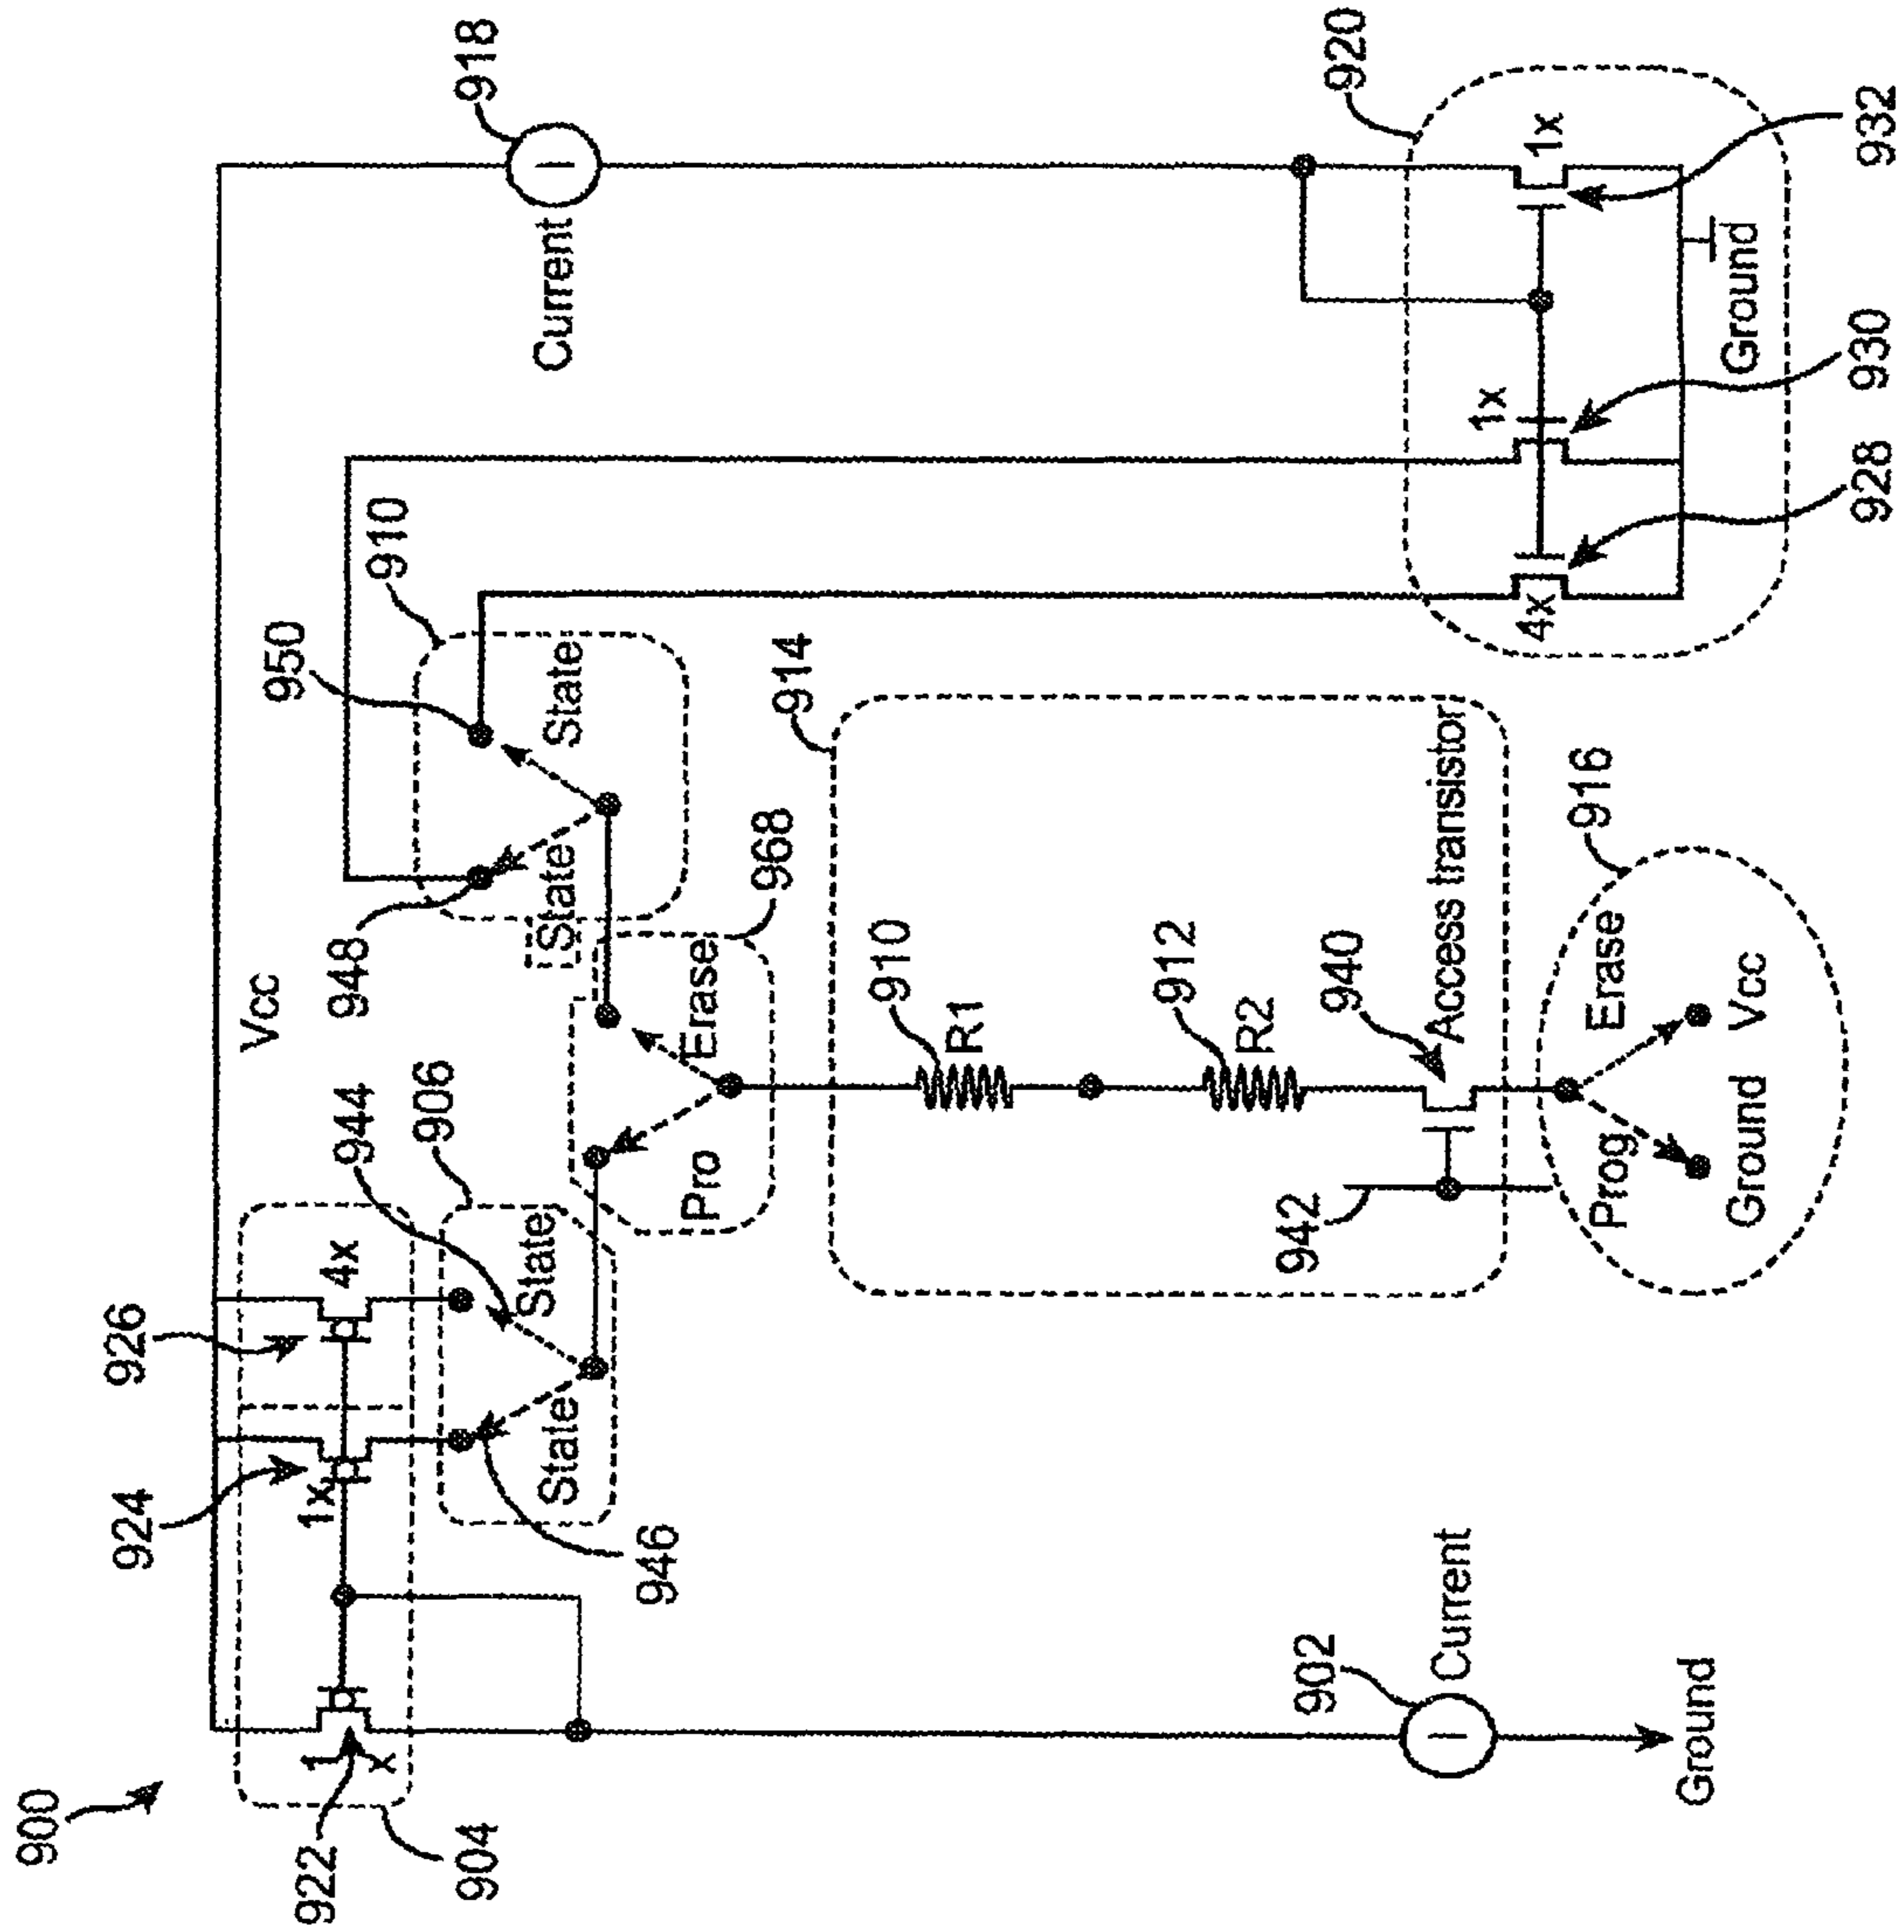 900
924
926
Vcc
950
922
1x
1x
4x
944
948
910
906
904
918
State
State
State
State
Current
946
Pro
Erase
968
914
910
R1
912
R2
902
942
940
920
Current
Access transistor
4x
1x
1x
916
Prog
Erase
Ground
Ground
Vcc
Ground
928
930
932